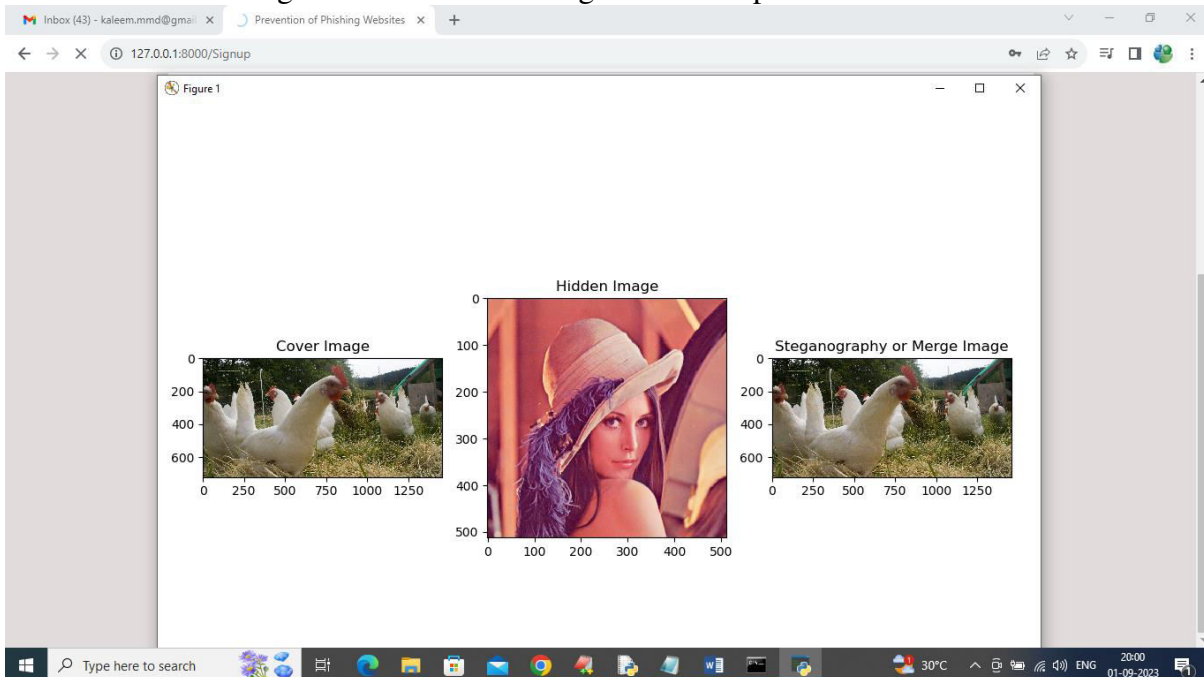 Inbox (43) - kaleem.mmd@gmai
Prevention of Phishing Websites
127.0.0.1:8000/Signup
Figure 1
Hidden Image
Cover Image
Steganography or Merge Image
0
100
200
300
400
500
0 100 200 300 400 500
0
200
400
600
0 250 500 750 1000 1250
0
200
400
600
0 250 500 750 1000 1250
Type here to search
30°C
ENG
20:00
01-09-2023